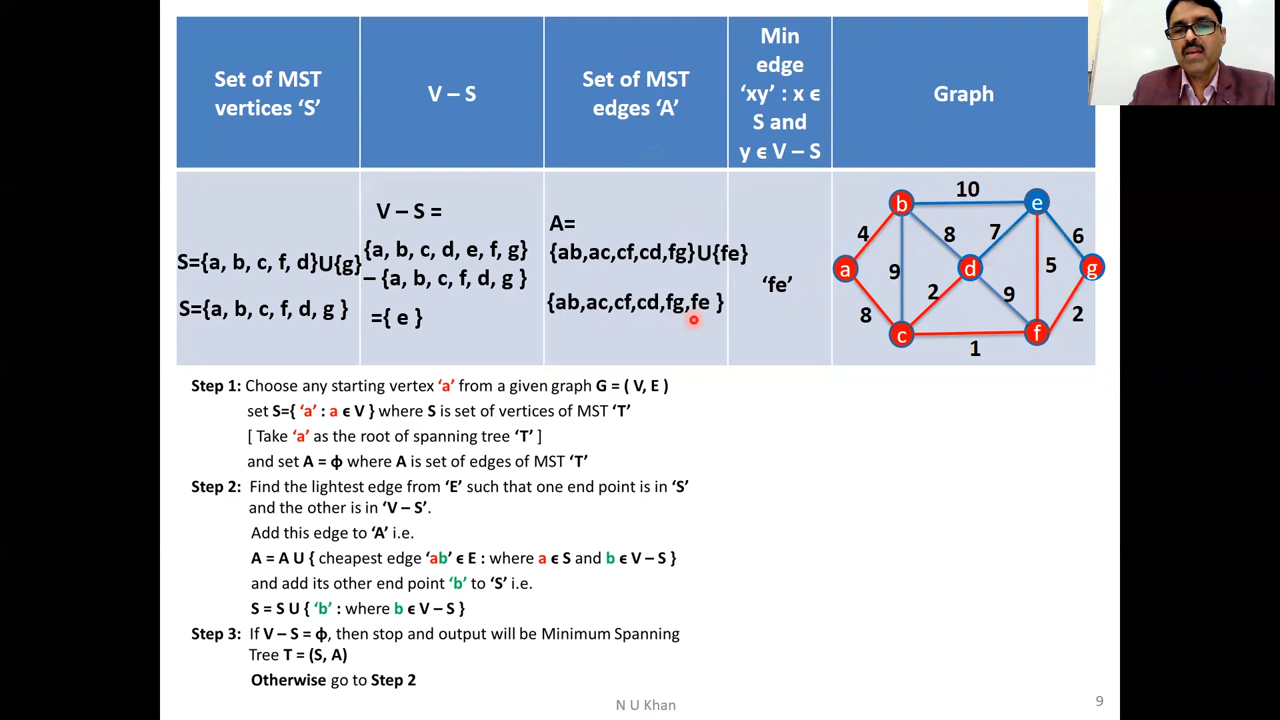 Set of MST
vertices ‘S’
V – S
Set of MST
edges ‘A’
Min
edge
‘xy’ : x ϵ
S and
y ϵ V – S
Graph
S={a, b, c, f, d}U{g}
S={a, b, c, f, d, g }
V – S =
{a, b, c, d, e, f, g}
– {a, b, c, f, d, g }
={ e }
A=
{ab,ac,cf,cd,fg}U{fe}
{ab,ac,cf,cd,fg,fe }
‘fe’
10
b
e
4
8
7
6
a
9
d
5
g
2
9
8
2
c
f
1
Step 1: Choose any starting vertex ‘a’ from a given graph G = ( V, E )
set S={ ‘a’ : a ϵ V } where S is set of vertices of MST ‘T’
[ Take ‘a’ as the root of spanning tree ‘T’ ]
and set A = ф where A is set of edges of MST ‘T’
Step 2: Find the lightest edge from ‘E’ such that one end point is in ‘S’
and the other is in ‘V – S’.
Add this edge to ‘A’ i.e.
A = A U { cheapest edge ‘ab’ ϵ E : where a ϵ S and b ϵ V – S }
and add its other end point ‘b’ to ‘S’ i.e.
S = S U { ‘b’ : where b ϵ V – S }
Step 3: If V – S = ф, then stop and output will be Minimum Spanning
Tree T = (S, A)
Otherwise go to Step 2
N U Khan
9